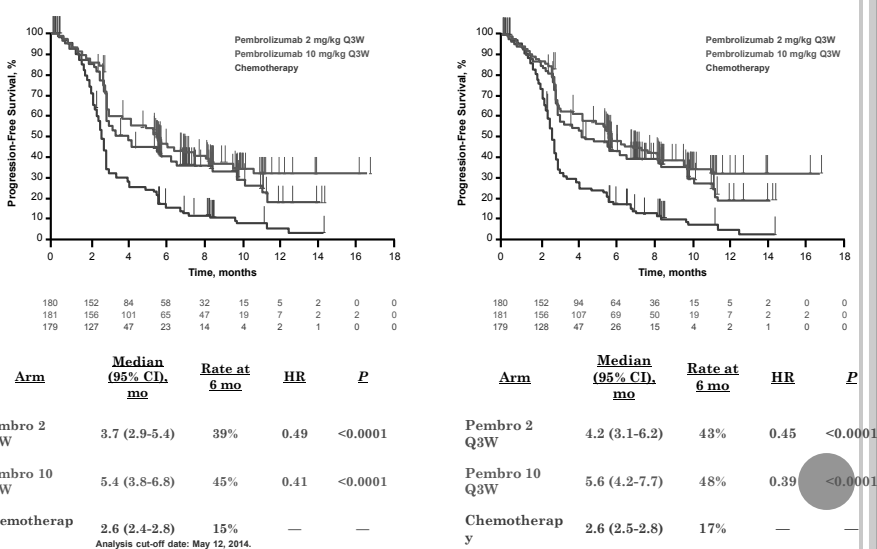 Progression-Free Survival, %
100
90
80
70
60
50
40
30
20
10
0
Pembrolizumab 2 mg/kg Q3W
Pembrolizumab 10 mg/kg Q3W
Chemotherapy
0 2 4 6 8 10 12 14 16 18
Time, months
180 152 84 58 32 15 5 2 0 0
181 156 101 65 47 19 7 2 2 0
179 127 47 23 14 4 2 1 0 0
Arm
Median
(95% CI),
mo
Rate at
6 mo
HR
P
mbro 2
W
3.7 (2.9-5.4) 39% 0.49 <0.0001
mbro 10
W
5.4 (3.8-6.8) 45% 0.41 <0.0001
emotherap
2.6 (2.4-2.8) 15% — —
Analysis cut-off date: May 12, 2014.
Progression-Free Survival, %
100
90
80
70
60
50
40
30
20
10
0
Pembrolizumab 2 mg/kg Q3W
Pembrolizumab 10 mg/kg Q3W
Chemotherapy
0 2 4 6 8 10 12 14 16 18
Time, months
180 152 94 64 36 15 5 2 0 0
181 156 107 69 50 19 7 2 2 0
179 128 47 26 15 4 2 1 0 0
Arm
Median
(95% CI),
mo
Rate at
6 mo
HR
P
Pembro 2
Q3W
4.2 (3.1-6.2) 43% 0.45 <0.0001
Pembro 10
Q3W
5.6 (4.2-7.7) 48% 0.39 <0.0001
Chemotherap
y
2.6 (2.5-2.8) 17% — —